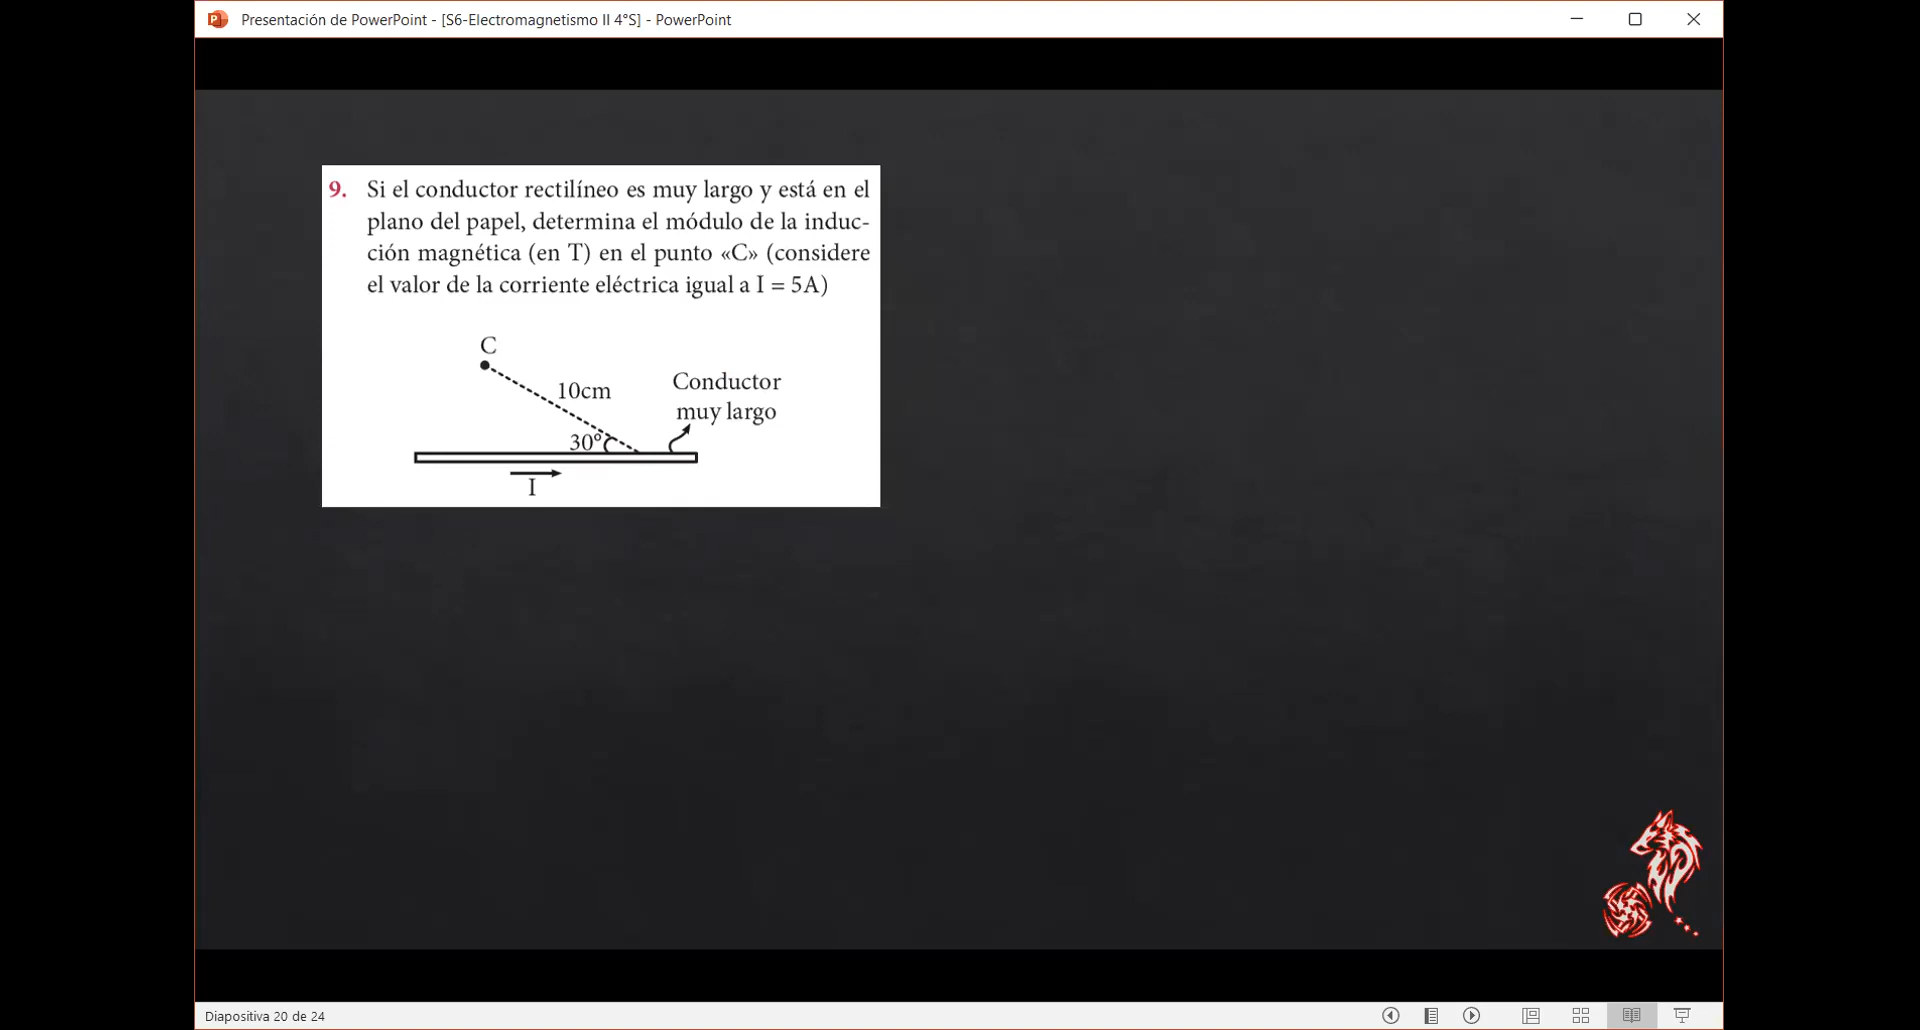 Presentación de PowerPoint - [S6-Electromagnetismo II 4°S] - PowerPoint
9. Si el conductor rectilíneo es muy largo y está en el
plano del papel, determina el módulo de la induc-
ción magnética (en T) en el punto «C» (considere
el valor de la corriente eléctrica igual a I = 5A)
C
10cm
Conductor
muy largo
30°
I
Diapositiva 20 de 24